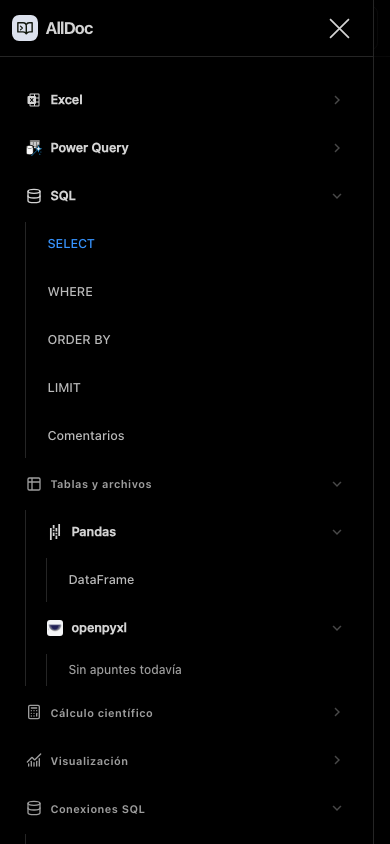 AllDoc
Excel
Power Query
SQL
SELECT
WHERE
ORDER BY
LIMIT
Comentarios
Tablas y archivos
Pandas
DataFrame
openpyxl
Sin apuntes todavía
Cálculo científico
Visualización
Conexiones SQL